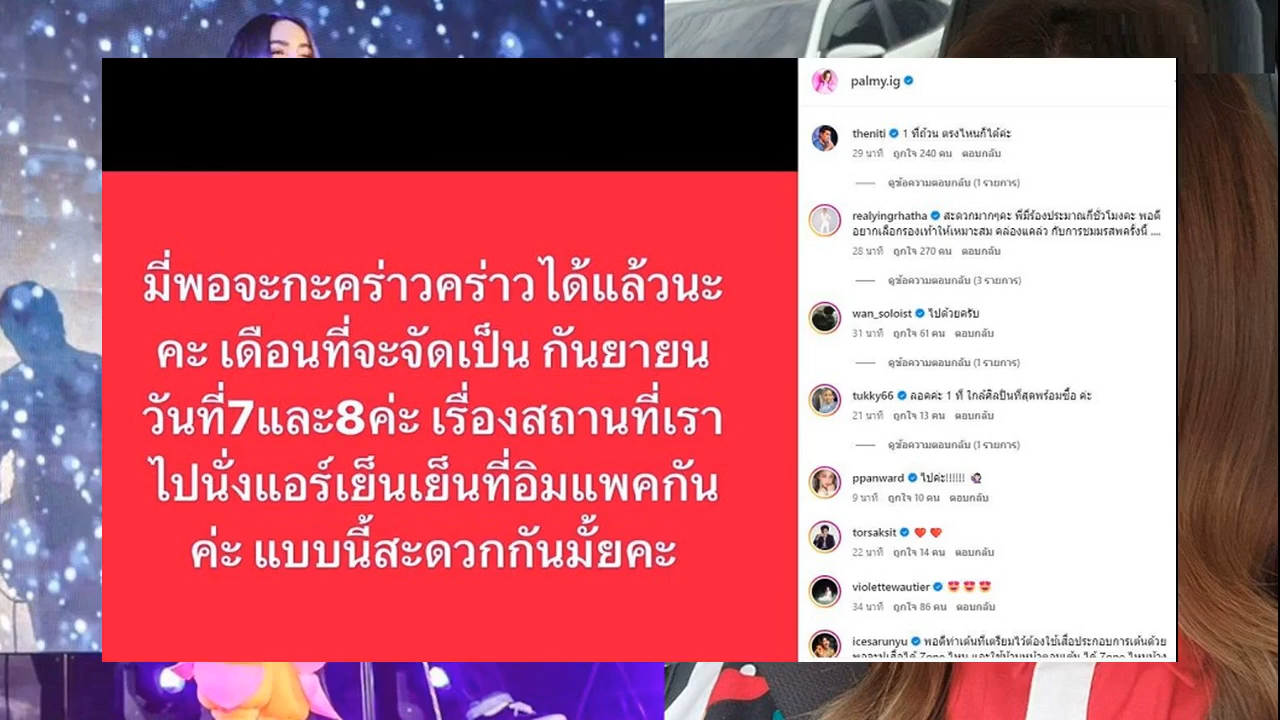 มี่พอจะกะคร่าวคร่าวได้แล้วนะ
คะ เดือนที่จะจัดเป็น กันยายน
วันที่7และ8ค่ะ เรื่องสถานที่เรา
ไปนั่งแอร์เย็นเย็นที่อิมแพคกัน
ค่ะ แบบนี้สะดวกกันมั้ยคะ
palmy.ig
theniti 1 ที่ถ้วน ตรงไหนก็ได้ค่ะ
29 นาที ถูกใจ 240 คน ตอบกลับ
ดูข้อความตอบกลับ (1 รายการ)
realyingrhatha สะดวกมากๆคะ พี่มีร้องประมาณกี่ชั่วโมงคะ พอดี
อยากเลือกรองเท้าให้เหมาะสม คล่องแคล่ว กับการชมมรสพครั้งนี้ ....
28 นาที ถูกใจ 270 คน ตอบกลับ
ดูข้อความตอบกลับ (3 รายการ)
wan_soloist ไปด้วยครับ
31 นาที ถูกใจ 61 คน ตอบกลับ
ดูข้อความตอบกลับ (1 รายการ)
tukky66 ลอคค่ะ 1 ที่ ใกล้ศิลปินที่สุดพร้อมซื้อ ค่ะ
21 นาที ถูกใจ 13 คน ตอบกลับ
ดูข้อความตอบกลับ (1 รายการ)
ppanward ไปค่ะ!!!!!!
9 นาที ถูกใจ 10 คน ตอบกลับ
torsaksit
22 นาที ถูกใจ 14 คน ตอบกลับ
violettewautier
34 นาที ถูกใจ 86 คน ตอบกลับ
icesarunyu พอดีท่าเต้นที่เตรียมไว้ต้องใช้เสื่อประกอบการเต้นด้วย